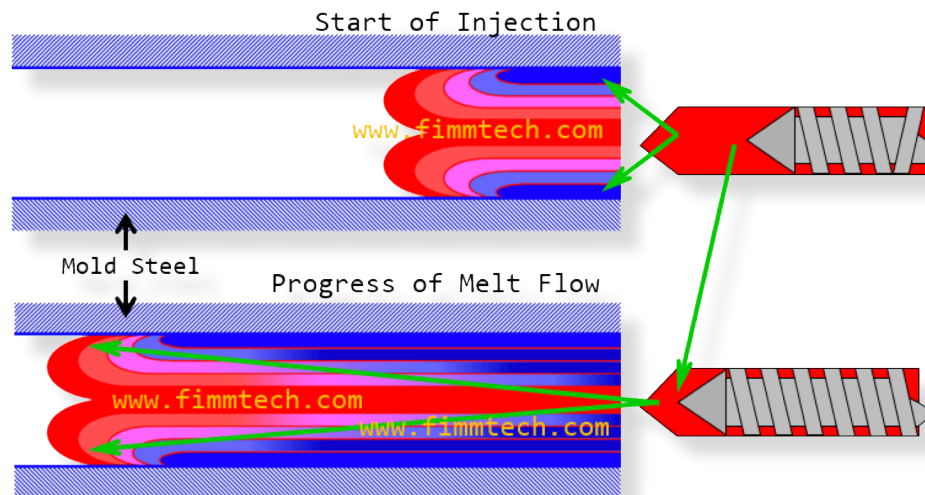 Start of Injection
www.fimmtech.com
Mold Steel
Progress of Melt Flow
www.fimmtech.com
www.fimmtech.com